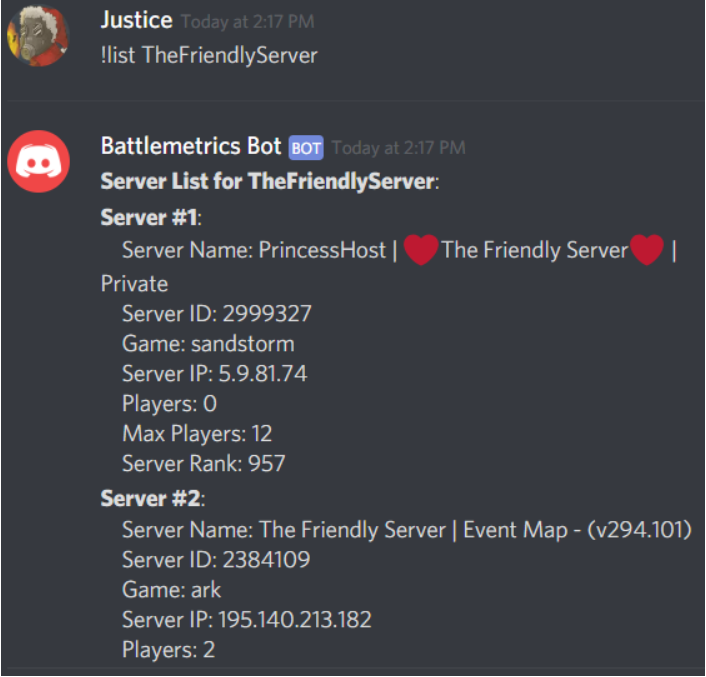 Justice Today at 2:17 PM
!list TheFriendlyServer
Battlemetrics Bot BOT Today at 2:17 PM
Server List for TheFriendlyServer:
Server #1:
Server Name: PrincessHost | ❤The Friendly Server❤ |
Private
Server ID: 2999327
Game: sandstorm
Server IP: 5.9.81.74
Players: 0
Max Players: 12
Server Rank: 957
Server #2:
Server Name: The Friendly Server | Event Map - (v294.101)
Server ID: 2384109
Game: ark
Server IP: 195.140.213.182
Players: 2